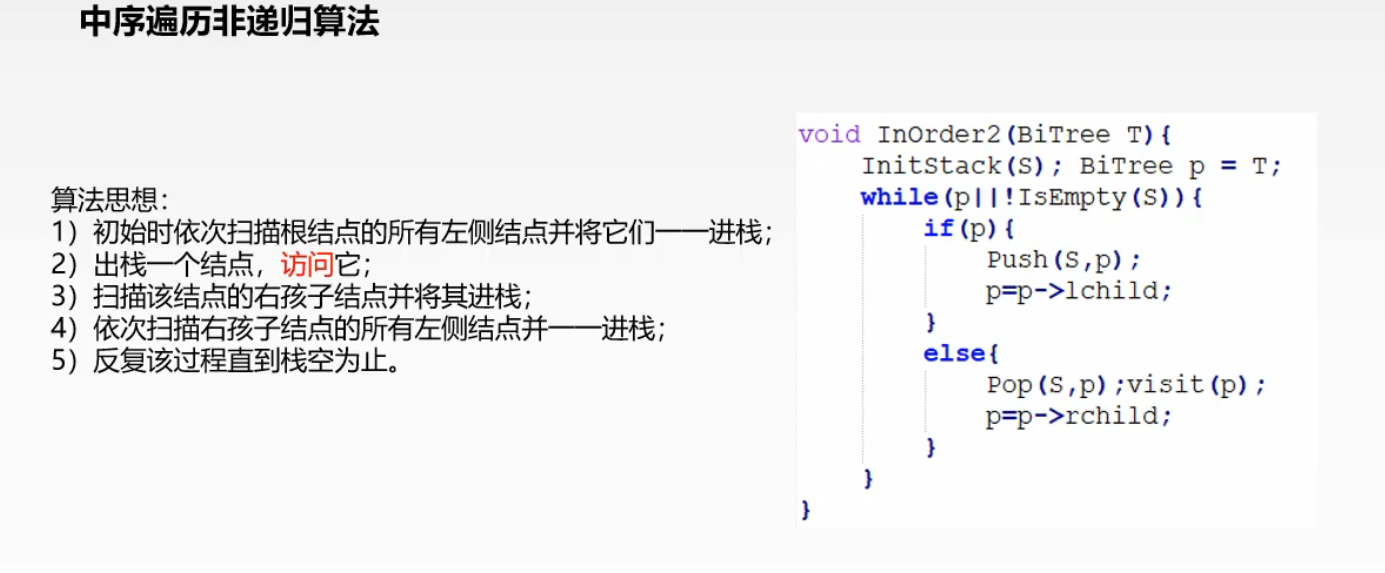 中序遍历非递归算法
算法思想：
1）初始时依次扫描根结点的所有左侧结点并将它们一一进栈；
2）出栈一个结点，访问它；
3）扫描该结点的右孩子结点并将其进栈；
4）依次扫描右孩子结点的所有左侧结点并一一进栈；
5）反复该过程直到栈空为止。
void InOrder2(BiTree T){
InitStack(S); BiTree p = T;
while(p||!IsEmpty(S)){
if(p){
Push(S,p);
p=p->lchild;
}
else{
Pop(S,p);visit(p);
p=p->rchild;
}
}
}